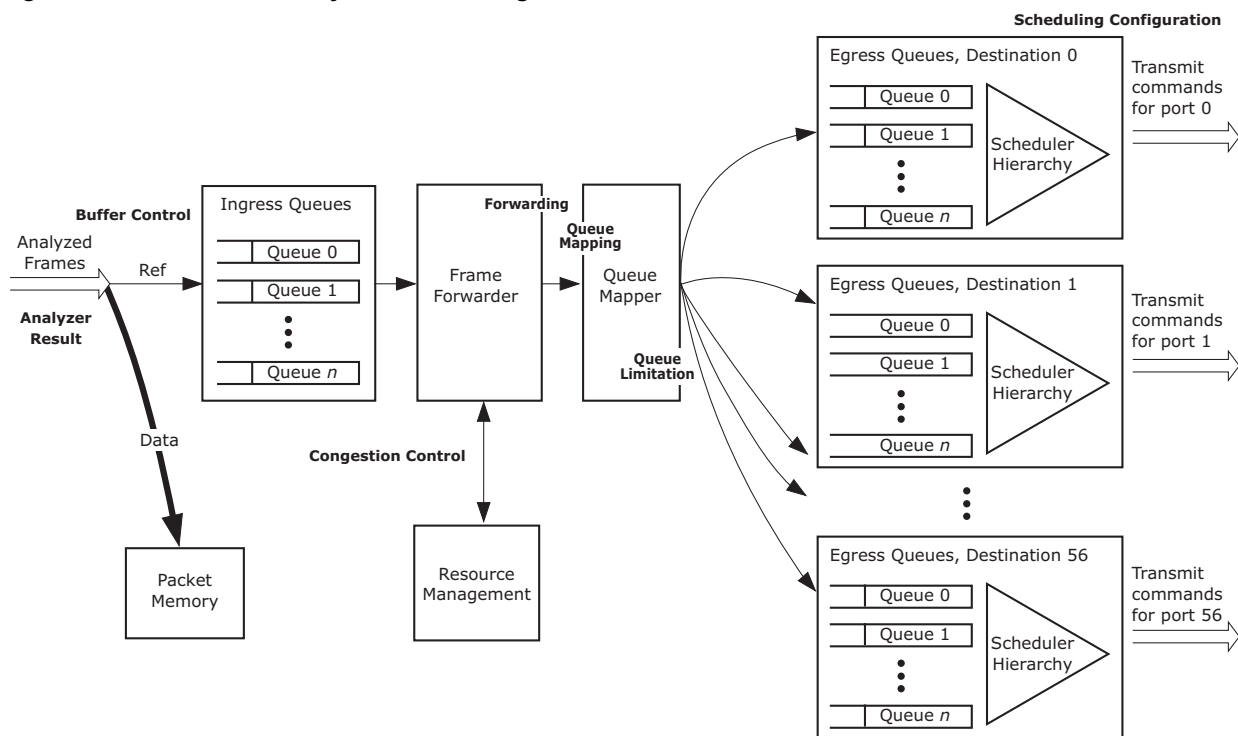 Scheduling Configuration
Egress Queues, Destination 0
Queue 0
Queue 1
Queue n
Scheduler
Hierarchy
Transmit
commands
for port 0
Buffer Control
Analyzed
Frames
Ref
Analyzer
Result
Data
Packet
Memory
Ingress Queues
Queue 0
Queue 1
Queue n
Frame
Forwarder
Congestion Control
Resource
Management
Forwarding
Queue
Mapping
Queue
Mapper
Queue
Limitation
Egress Queues, Destination 1
Queue 0
Queue 1
Queue n
Scheduler
Hierarchy
Transmit
commands
for port 1
Egress Queues, Destination 56
Queue 0
Queue 1
Queue n
Scheduler
Hierarchy
Transmit
commands
for port 56